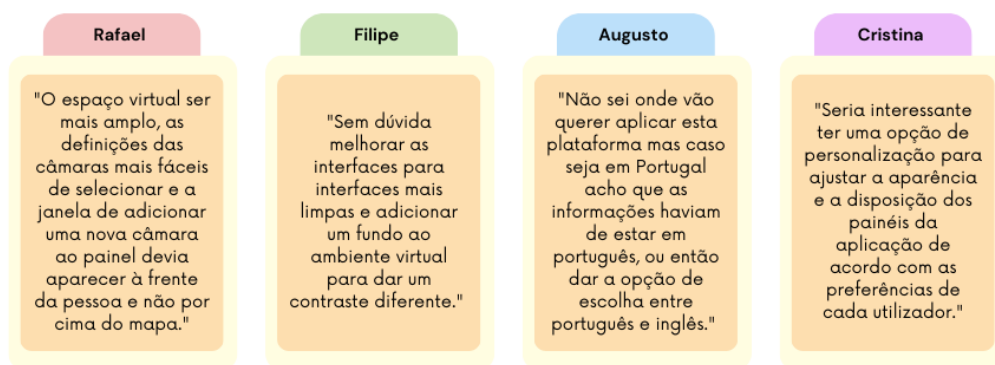 Rafael
"O espaço virtual ser
mais amplo, as
definições das
câmaras mais fáceis
de selecionar e a
janela de adicionar
uma nova câmara
ao painel devia
aparecer à frente
da pessoa e não por
cima do mapa."
Filipe
"Sem dúvida
melhorar as
interfaces para
interfaces mais
limpas e adicionar
um fundo ao
ambiente virtual
para dar um
contraste diferente."
Augusto
"Não sei onde vão
querer aplicar esta
plataforma mas caso
seja em Portugal
acho que as
informações haviam
de estar em
português, ou então
dar a opção de
escolha entre
português e inglês."
Cristina
"Seria interessante
ter uma opção de
personalização para
ajustar a aparência
e a disposição dos
painéis da
aplicação de
acordo com as
preferências de
cada utilizador."